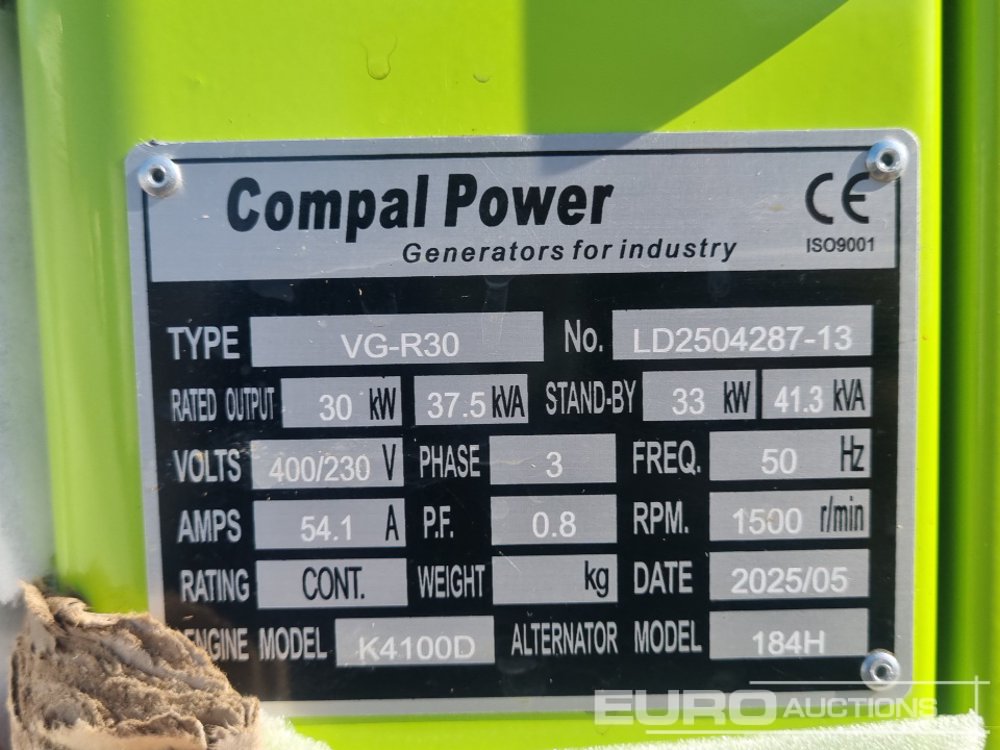 Compal Power
Generators for industry
CE
ISO9001
TYPE VG-R30 No. LD2504287-13
RATED OUTPUT 30 kW 37.5 kVA STAND-BY 33 kW 41.3 kVA
VOLTS 400/230 V PHASE 3 FREQ. 50 Hz
AMPS 54.1 A P.F. 0.8 RPM. 1500 r/min
RATING CONT. WEIGHT kg DATE 2025/05
ENGINE MODEL K4100D ALTERNATOR MODEL 184H
EURO AUCTIONS